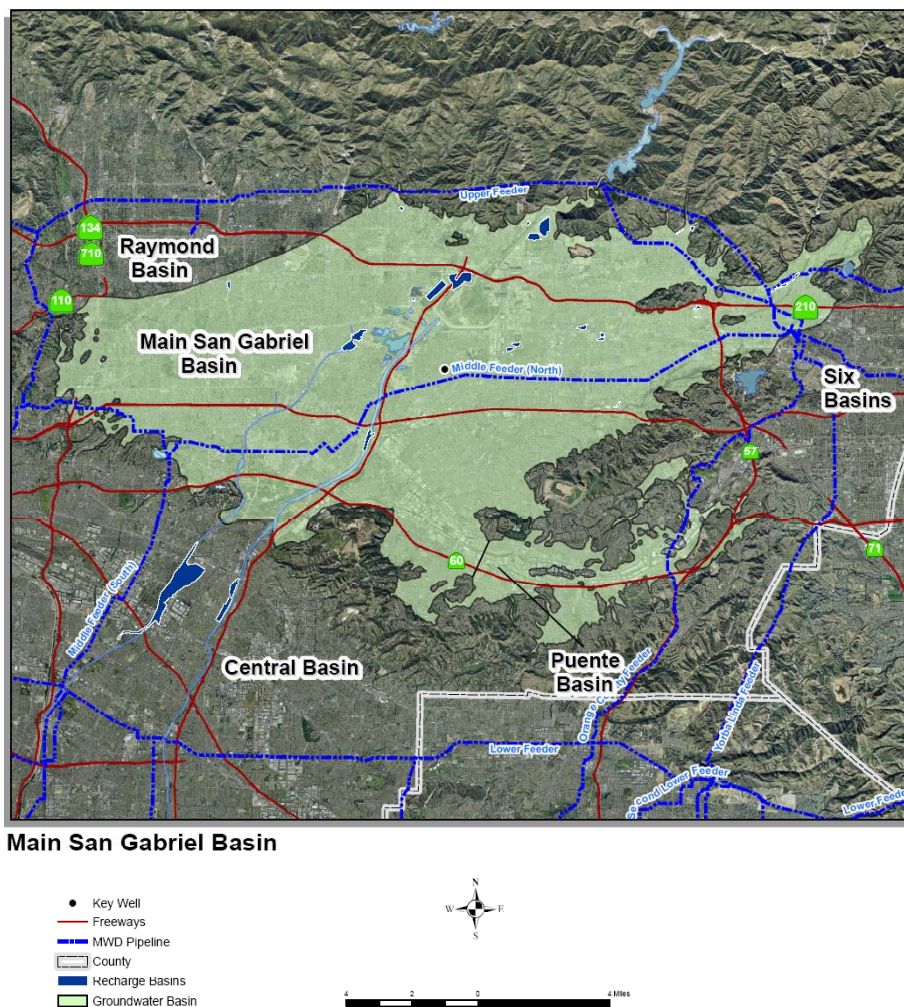 Upper Feeder
134
710
Raymond
Basin
110
210
Main San Gabriel
Basin
Middle Feeder (North)
Six
Basins
57
60
71
Middle Feeder (South)
Central Basin
Puente
Basin
Orange County Feeder
Yorba Linda Feeder
Lower Feeder
Second Lower Feeder
Lower Feede
Main San Gabriel Basin
Key Well
Freeways
MWD Pipeline
County
Recharge Basins
Groundwater Basin
N
W E
S
4 2 0 4 Miles